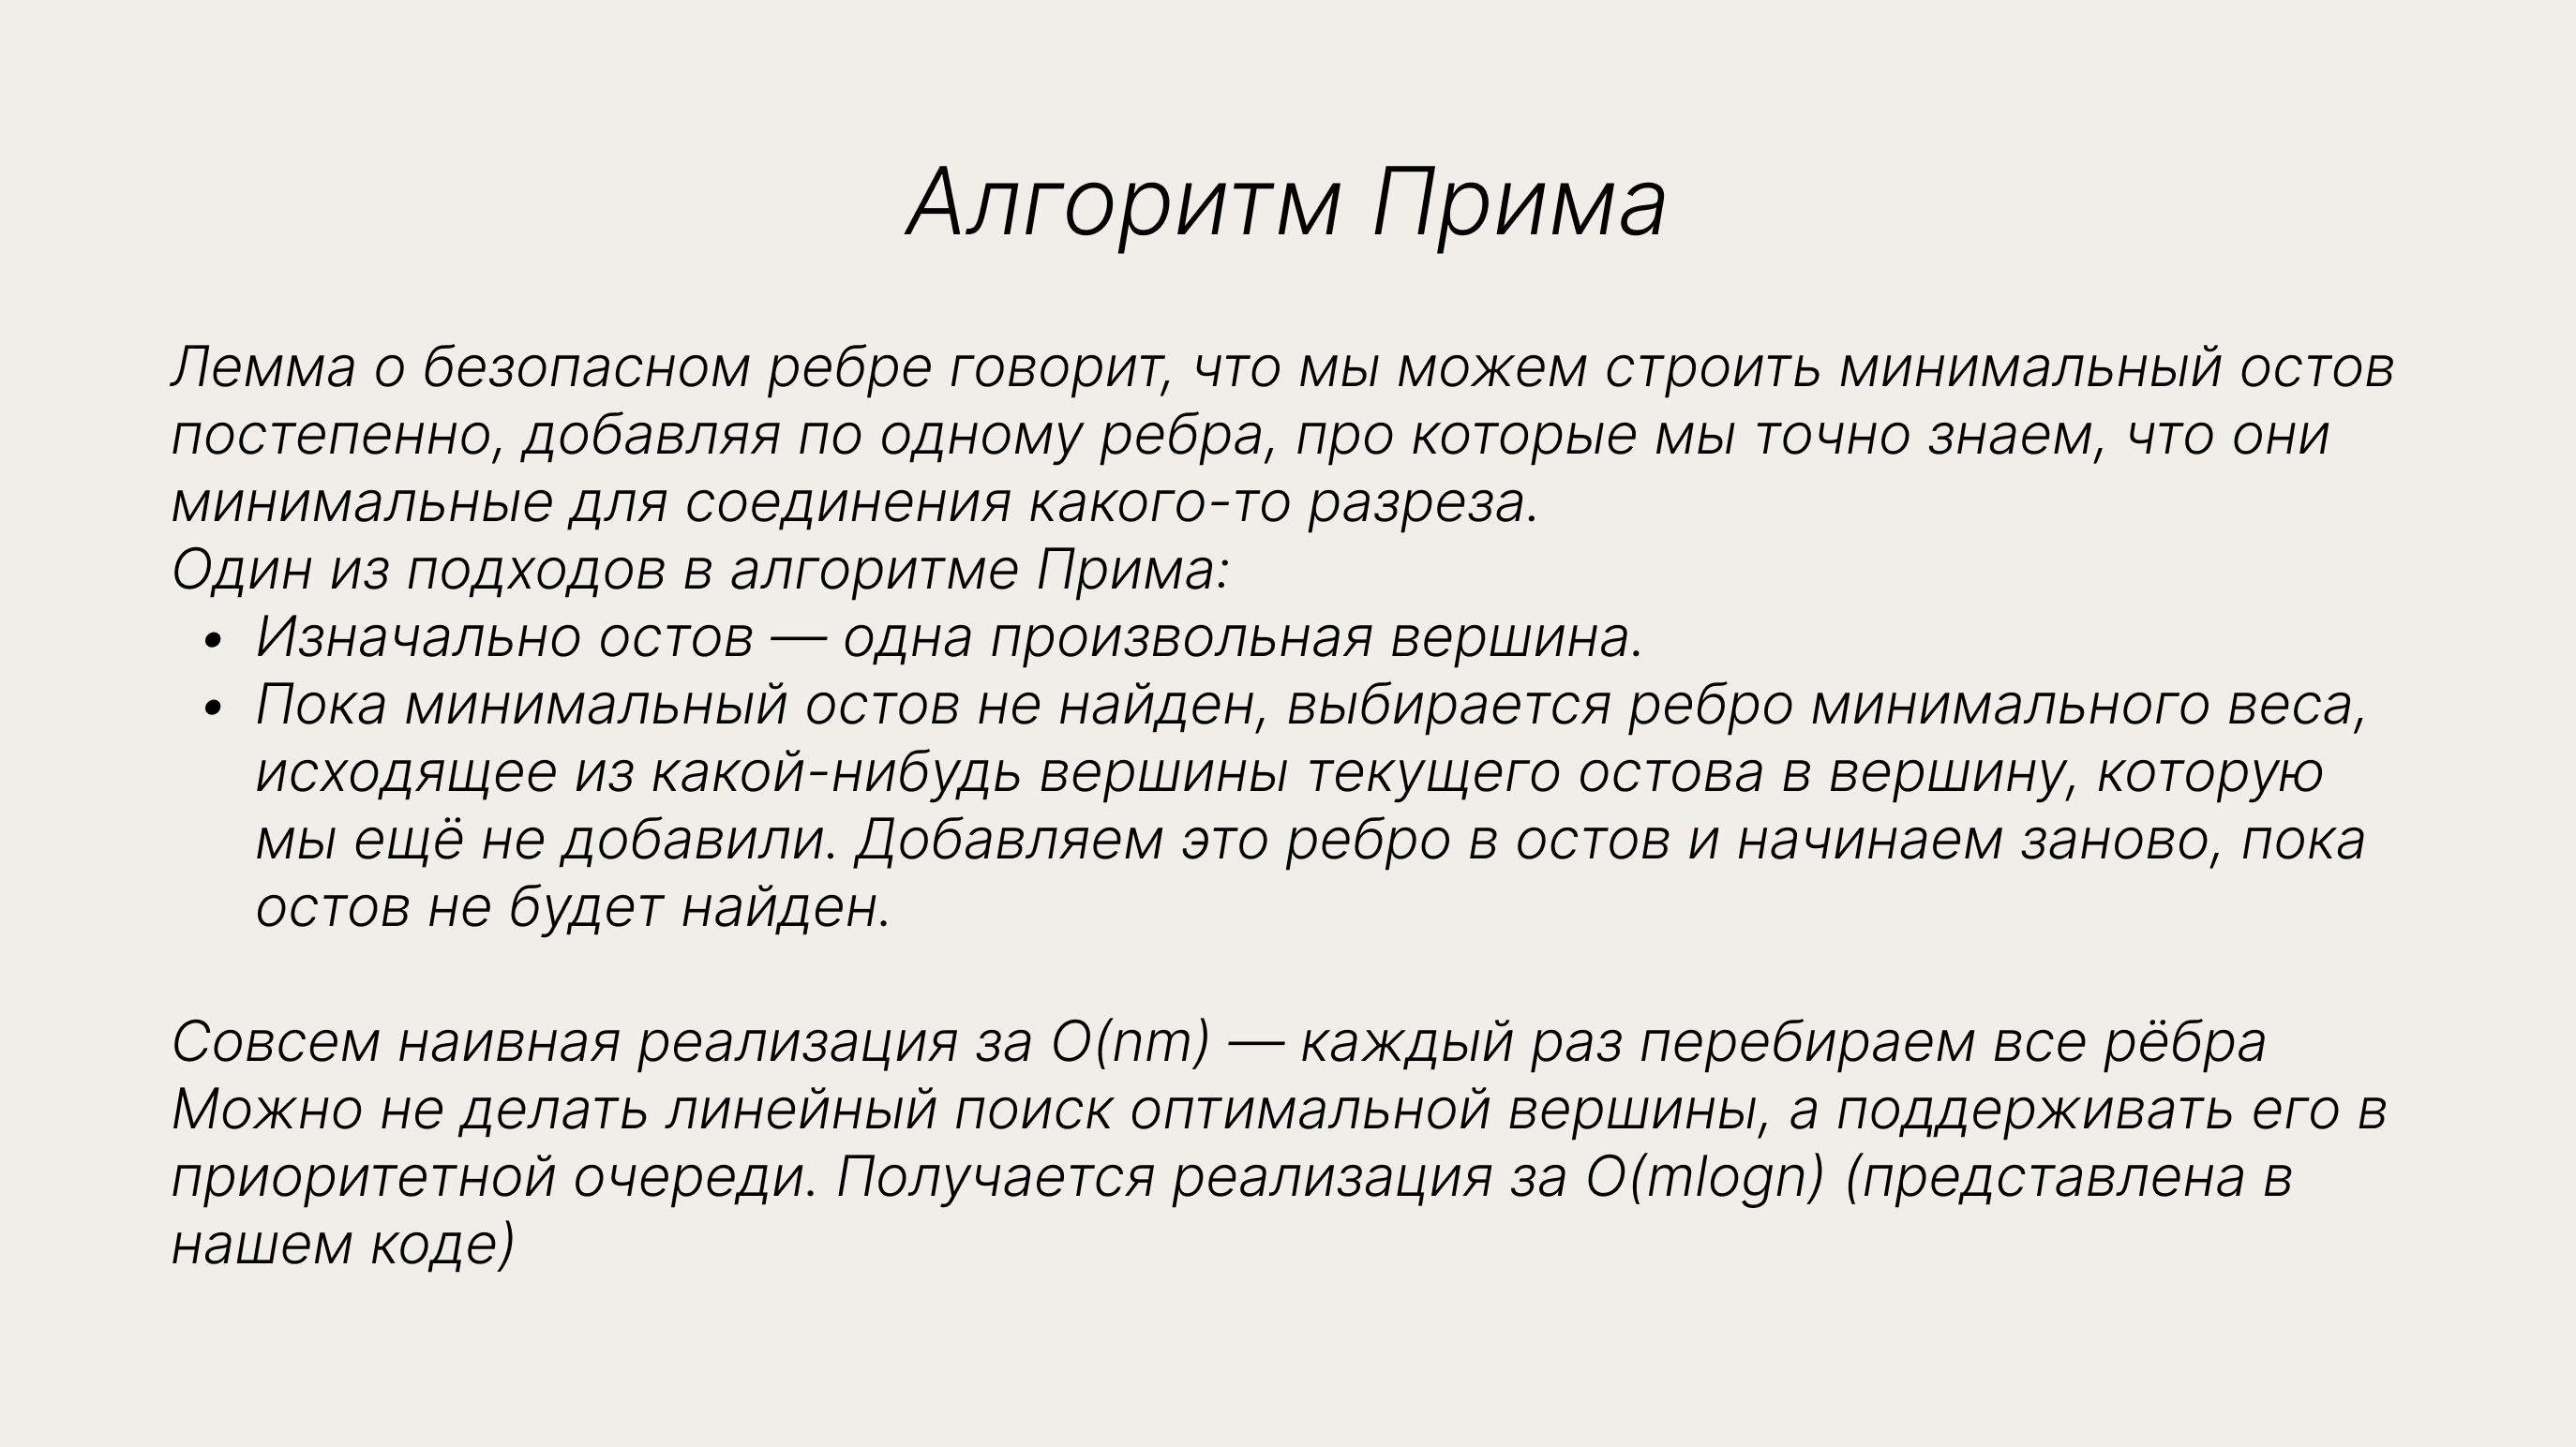 Алгоритм Прима
Лемма о безопасном ребре говорит, что мы можем строить минимальный остов
постепенно, добавляя по одному ребра, про которые мы точно знаем, что они
минимальные для соединения какого-то разреза.
Один из подходов в алгоритме Прима:
• Изначально остов — одна произвольная вершина.
• Пока минимальный остов не найден, выбирается ребро минимального веса,
исходящее из какой-нибудь вершины текущего остова в вершину, которую
мы ещё не добавили. Добавляем это ребро в остов и начинаем заново, пока
остов не будет найден.
Совсем наивная реализация за O(nm) — каждый раз перебираем все рёбра
Можно не делать линейный поиск оптимальной вершины, а поддерживать его в
приоритетной очереди. Получается реализация за O(mlogn) (представлена в
нашем коде)